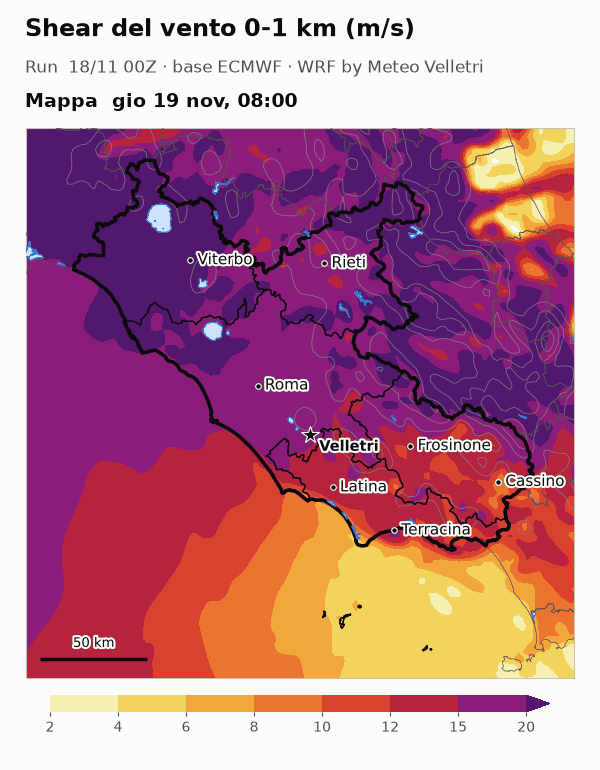 Shear del vento 0-1 km (m/s)
Run 18/11 00Z · base ECMWF · WRF by Meteo Velletri
Mappa gio 19 nov, 08:00
Viterbo
Rieti
Roma
Velletri
Frosinone
Cassino
Latina
Terracina
50 km
2 4 6 8 10 12 15 20